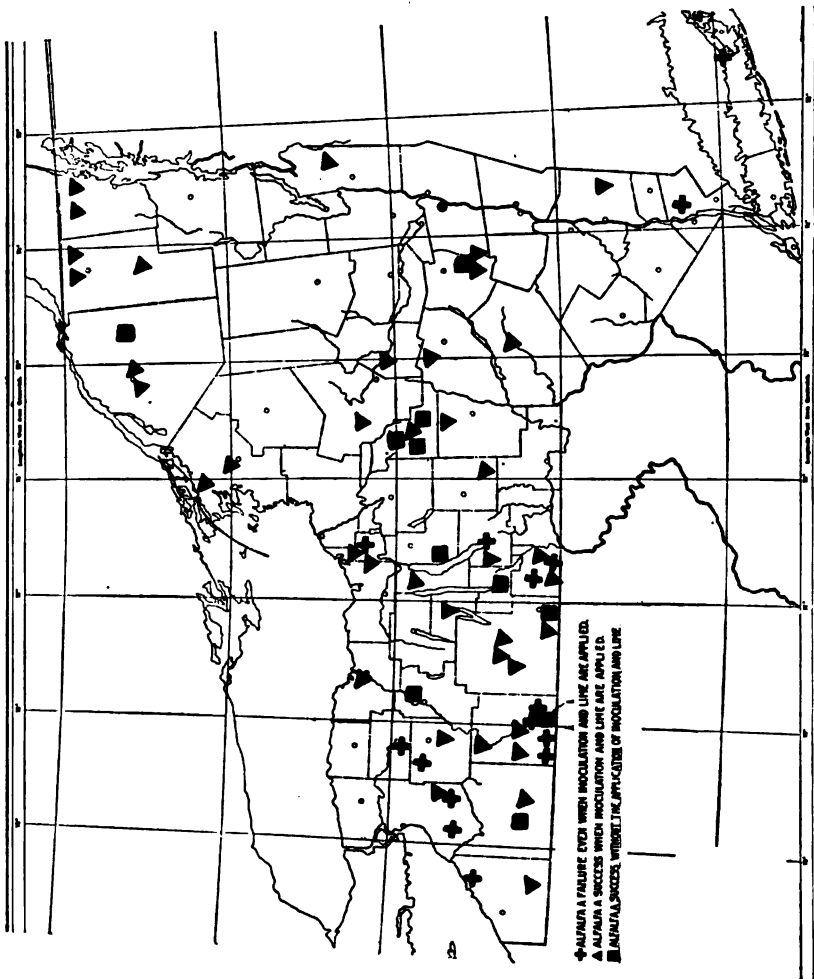 ✚ ALFALFA A FAILURE EVEN WHEN INOCULATION AND LIME ARE APPLIED.
▲ ALFALFA A SUCCESS WHEN INOCULATION AND LIME ARE APPLIED.
■ ALFALFA A SUCCESS WITHOUT THE APPLICATION OF INOCULATION AND LIME